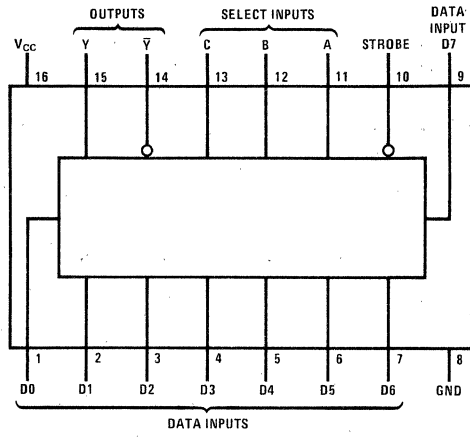 OUTPUTS SELECT INPUTS DATA
INPUT
VCC Y Ȳ C B A STROBE D7
16 15 14 13 12 11 10 9
1 2 3 4 5 6 7 8
D0 D1 D2 D3 D4 D5 D6 GND
DATA INPUTS